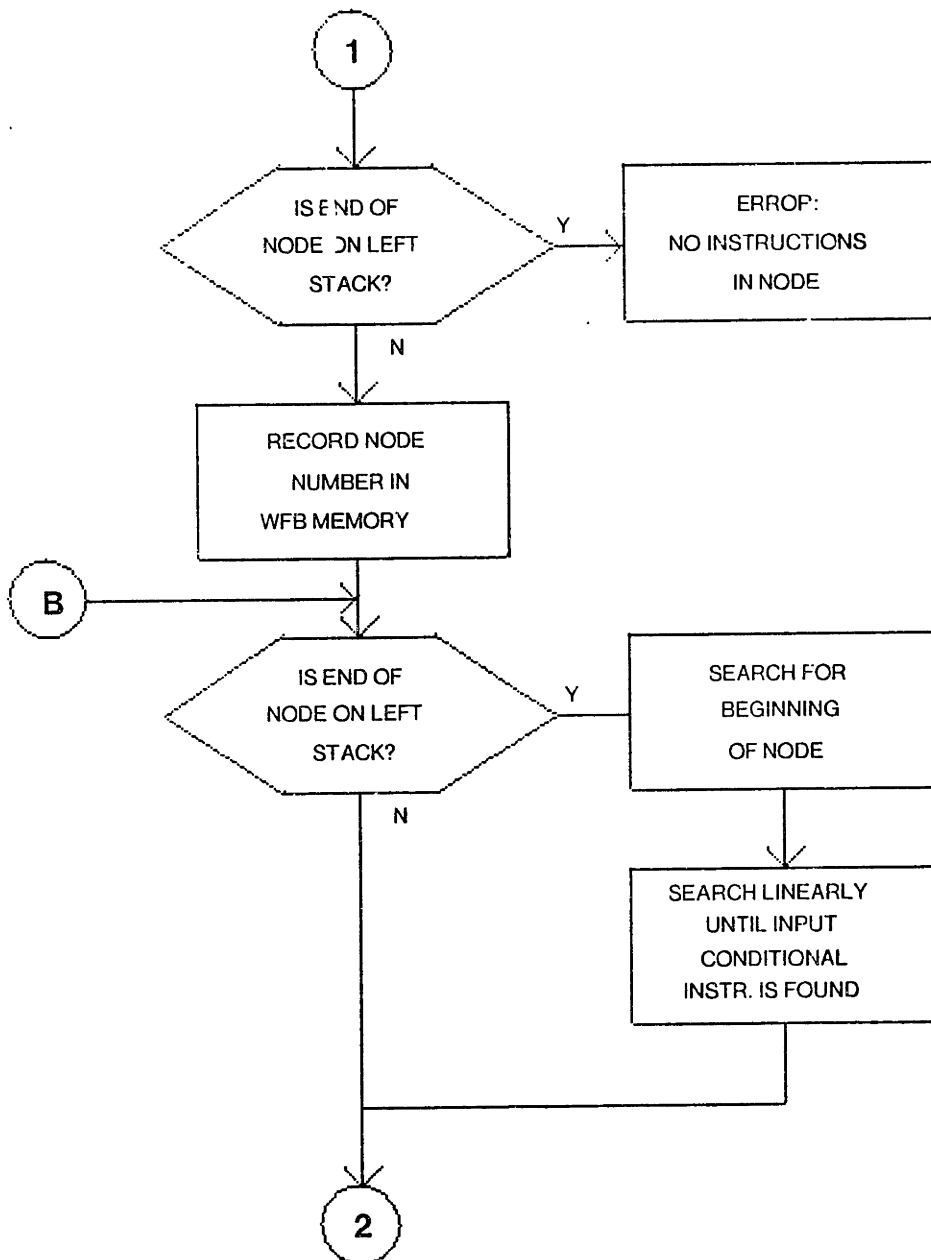 1
IS END OF
NODE ON LEFT
STACK?
Y
ERROP:
NO INSTRUCTIONS
IN NODE
N
RECORD NODE
NUMBER IN
WFB MEMORY
B
IS END OF
NODE ON LEFT
STACK?
Y
SEARCH FOR
BEGINNING
OF NODE
N
SEARCH LINEARLY
UNTIL INPUT
CONDITIONAL
INSTR. IS FOUND
2